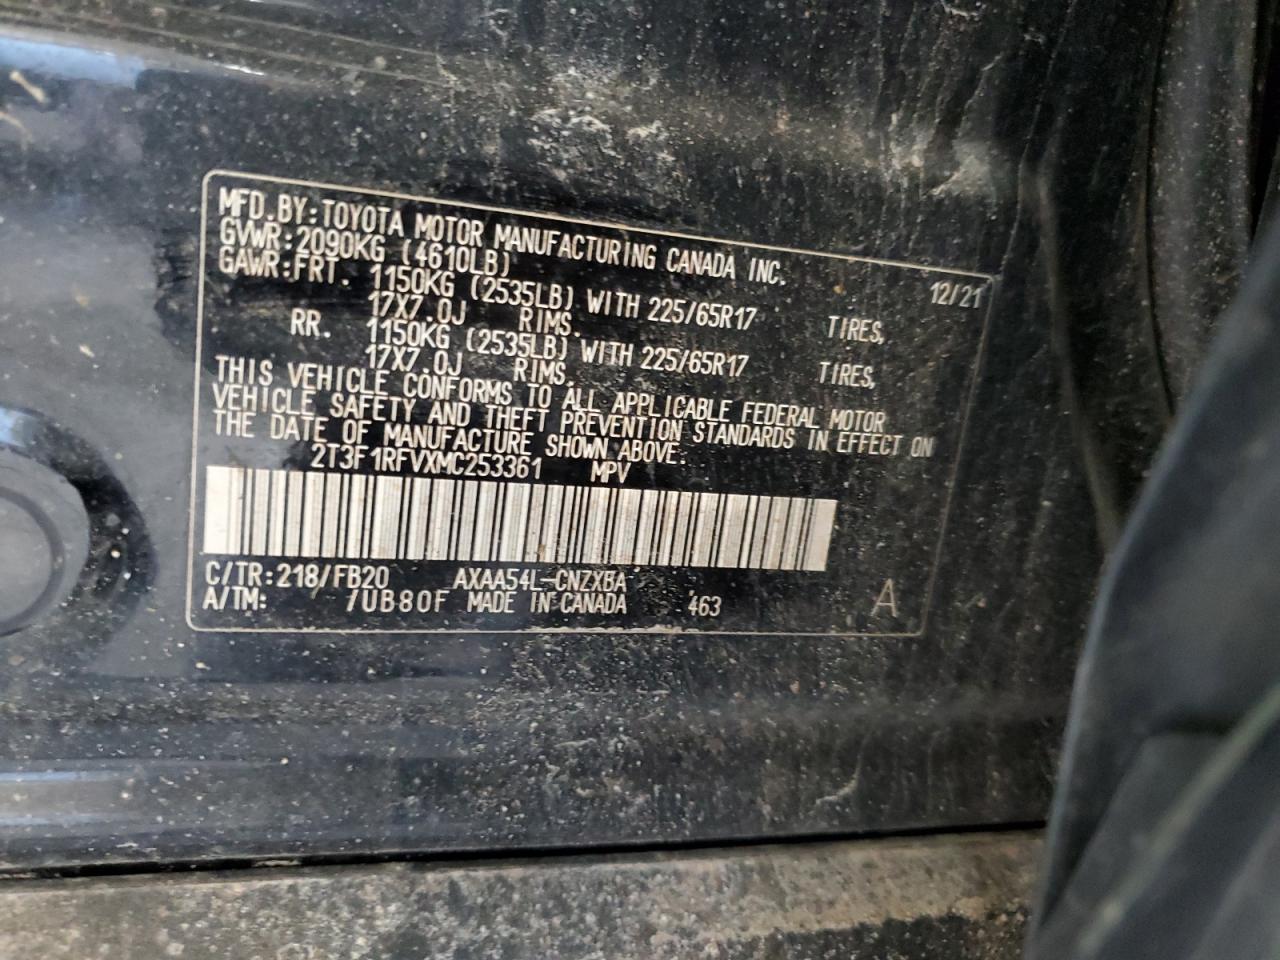 MFD.BY:TOYOTA MOTOR MANUFACTURING CANADA INC.
GVWR:2090KG (4610LB) 12/21
GAWR:FRT. 1150KG (2535LB) WITH 225/65R17 TIRES,
17X7.0J RIMS.
RR. 1150KG (2535LB) WITH 225/65R17 TIRES,
17X7.0J RIMS.
THIS VEHICLE CONFORMS TO ALL APPLICABLE FEDERAL MOTOR
VEHICLE SAFETY AND THEFT PREVENTION STANDARDS IN EFFECT ON
THE DATE OF MANUFACTURE SHOWN ABOVE.
2T3F1RFVXMC253361 MPV
C/TR:218/FB20 AXAA54L-CNZXBA
A/TM: /UB80F MADE IN CANADA 463 A